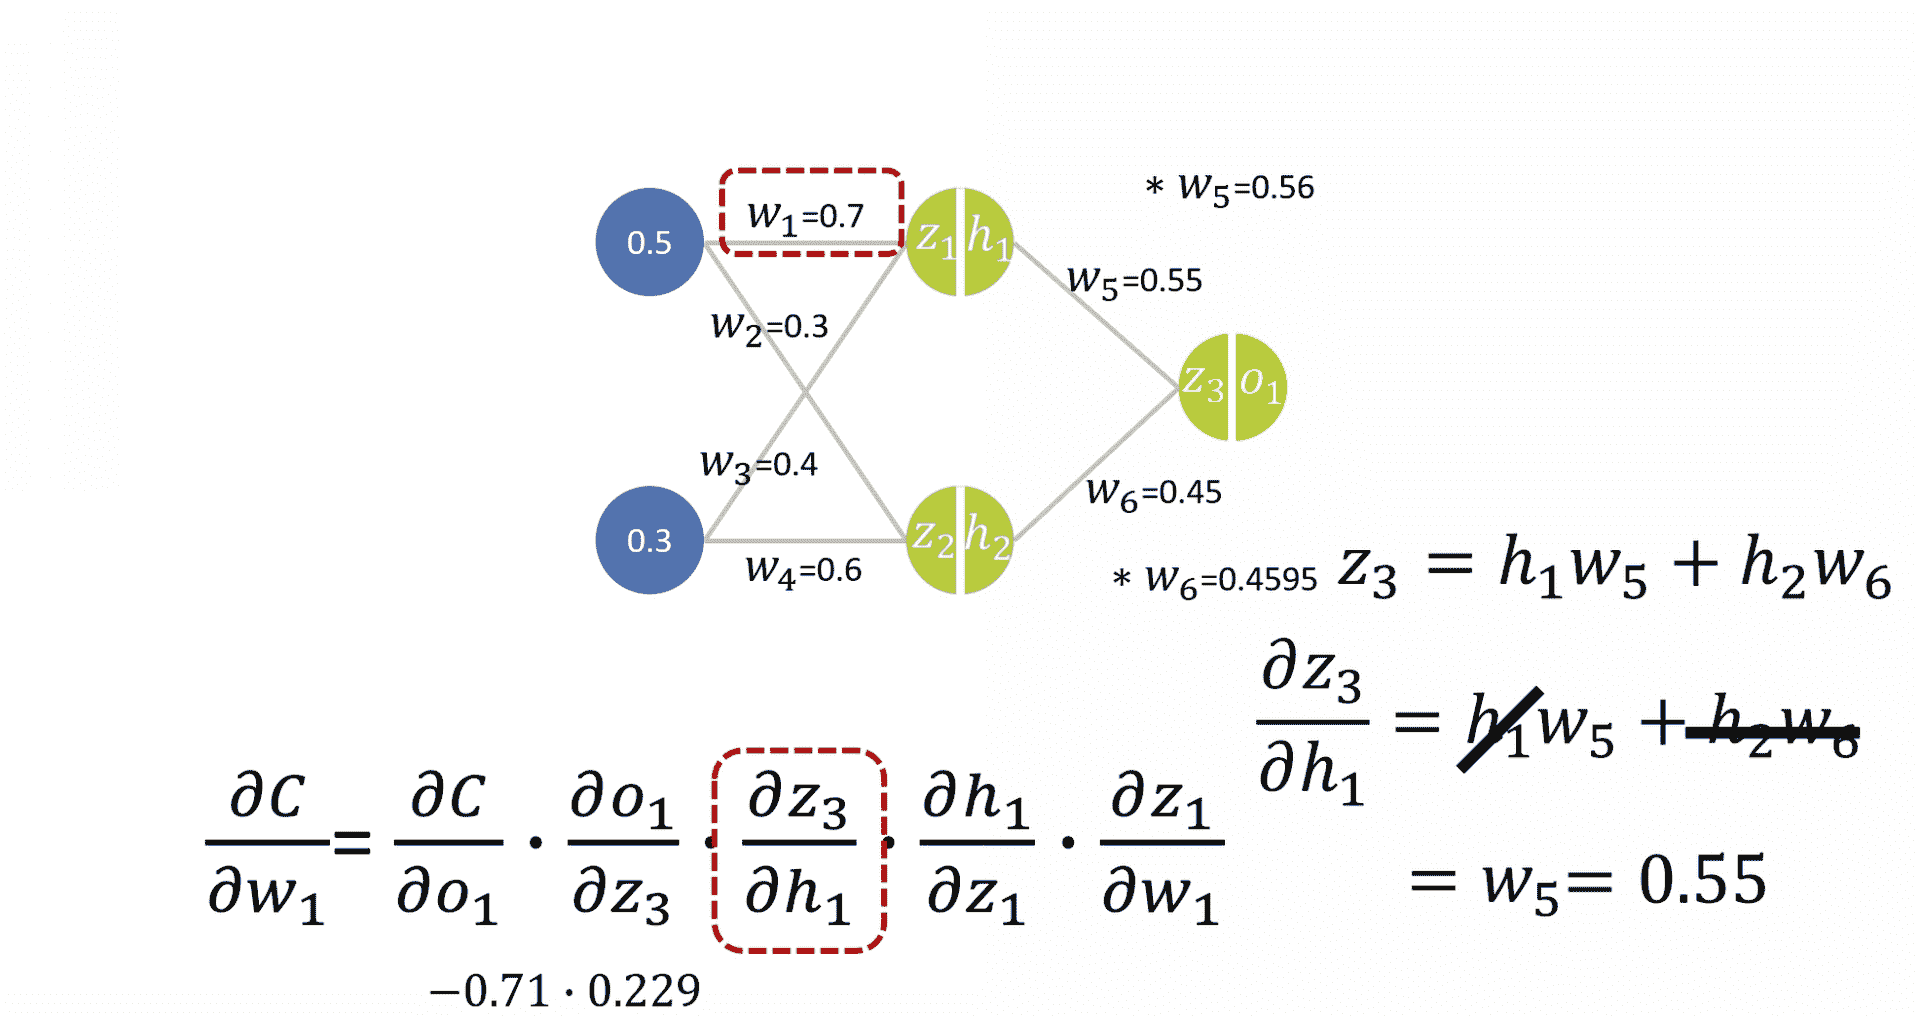 * w₅=0.56
w₁=0.7
0.5
z₁ h₁
w₅=0.55
w₂=0.3
z₃ o₁
w₃=0.4
w₆=0.45
0.3
z₂ h₂
w₄=0.6
* w₆=0.4595
z₃ = h₁w₅ + h₂w₆
∂z₃/∂h₁ = h₁w₅ + h₂w₆
= w₅= 0.55
∂C/∂w₁ = ∂C/∂o₁ · ∂o₁/∂z₃ · ∂z₃/∂h₁ · ∂h₁/∂z₁ · ∂z₁/∂w₁
−0.71 · 0.229